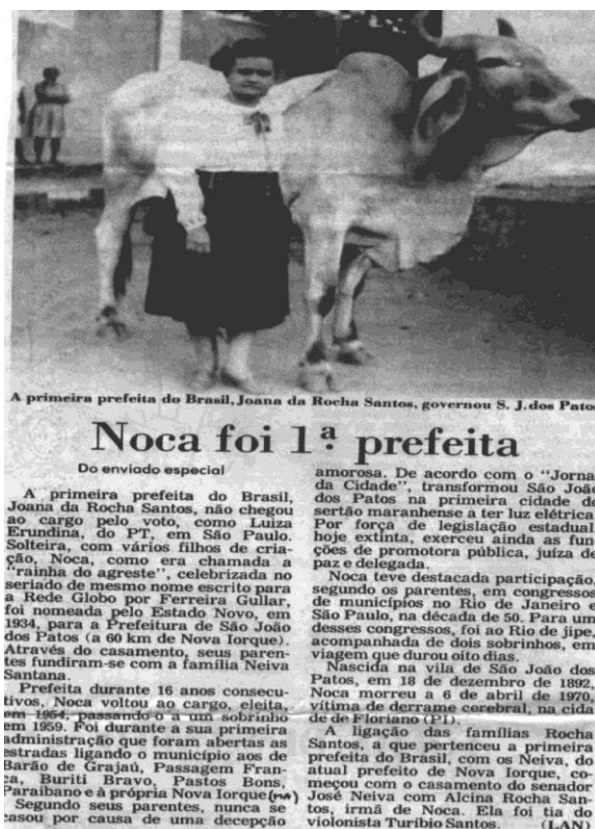 A primeira prefeita do Brasil, Joana da Rocha Santos, governou S. J. dos Patos
Noca foi 1ª prefeita
Do enviado especial
A primeira prefeita do Brasil,
Joana da Rocha Santos, não chegou
ao cargo pelo voto, como Luiza
Erundina, do PT, em São Paulo.
Solteira, com vários filhos de cria-
ção, Noca, como era chamada a
"rainha do agreste", celebrizada no
seriado de mesmo nome escrito para
a Rede Globo por Ferreira Gullar,
foi nomeada pelo Estado Novo, em
1934, para a Prefeitura de São João
dos Patos (a 60 km de Nova Iorque).
Através do casamento, seus paren-
tes fundiram-se com a família Neiva
Santana.
Prefeita durante 16 anos consecu-
tivos, Noca voltou ao cargo, eleita,
em 1954, passando-o a um sobrinho
em 1959. Foi durante a sua primeira
administração que foram abertas as
estradas ligando o município aos de
Barão de Grajaú, Passagem Fran-
ca, Buriti Bravo, Pastos Bons,
Paraibano e à própria Nova Iorque (MA)
Segundo seus parentes, nunca se
casou por causa de uma decepção
amorosa. De acordo com o "Jorna
da Cidade", transformou São João
dos Patos na primeira cidade do
sertão maranhense a ter luz elétrica
Por força de legislação estadual
hoje extinta, exerceu ainda as fun-
ções de promotora pública, juíza de
paz e delegada.
Noca teve destacada participação,
segundo os parentes, em congressos
de municípios no Rio de Janeiro e
São Paulo, na década de 50. Para um
desses congressos, foi ao Rio de jipe,
acompanhada de dois sobrinhos, em
viagem que durou oito dias.
Nascida na vila de São João dos
Patos, em 18 de dezembro de 1892,
Noca morreu a 6 de abril de 1970,
vítima de derrame cerebral, na cida
de de Floriano (PI).
A ligação das famílias Rocha
Santos, a que pertenceu a primeira
prefeita do Brasil, com os Neiva, do
atual prefeito de Nova Iorque, co-
meçou com o casamento do senador
José Neiva com Alcina Rocha San-
tos, irmã de Noca. Ela foi tia do
violonista Turíbio Santos. (LAN)